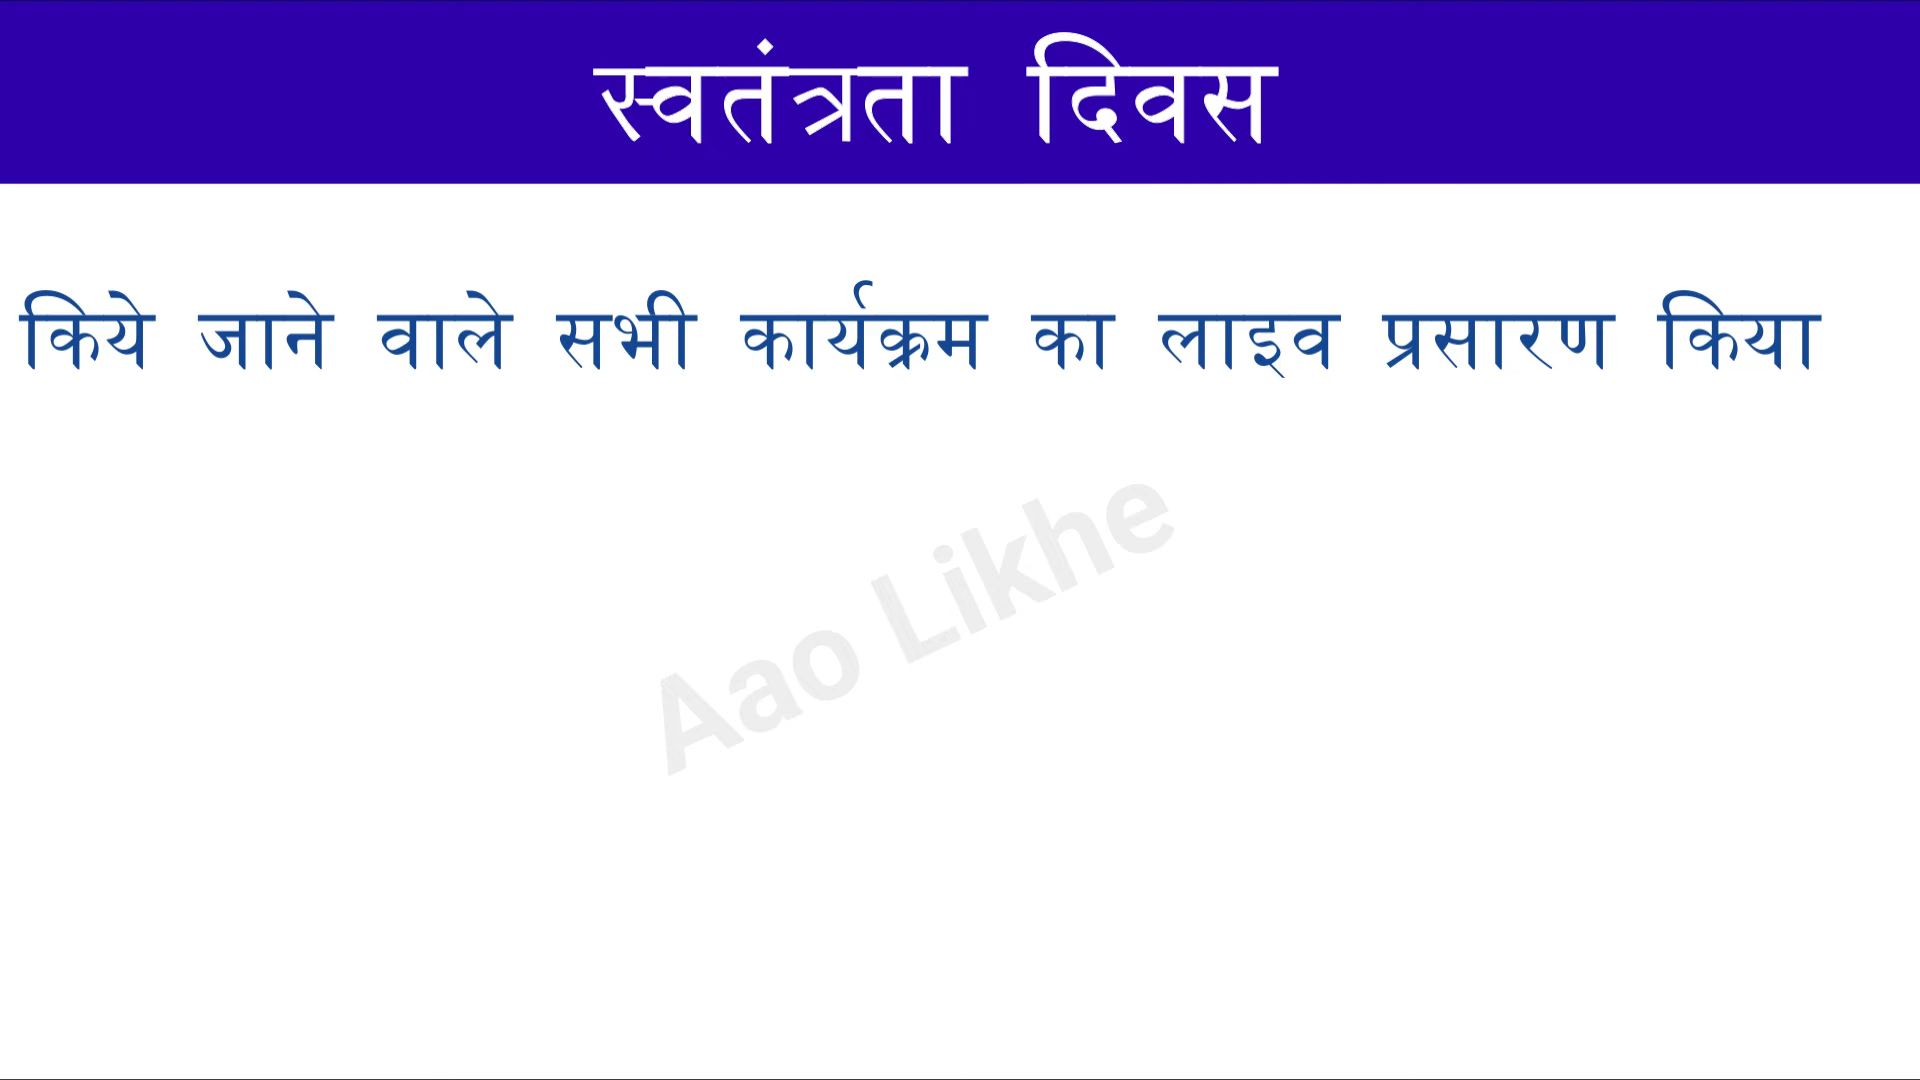 स्वतंत्रता दिवस
किये जाने वाले सभी कार्यक्रम का लाइव प्रसारण किया
Aao Likhe